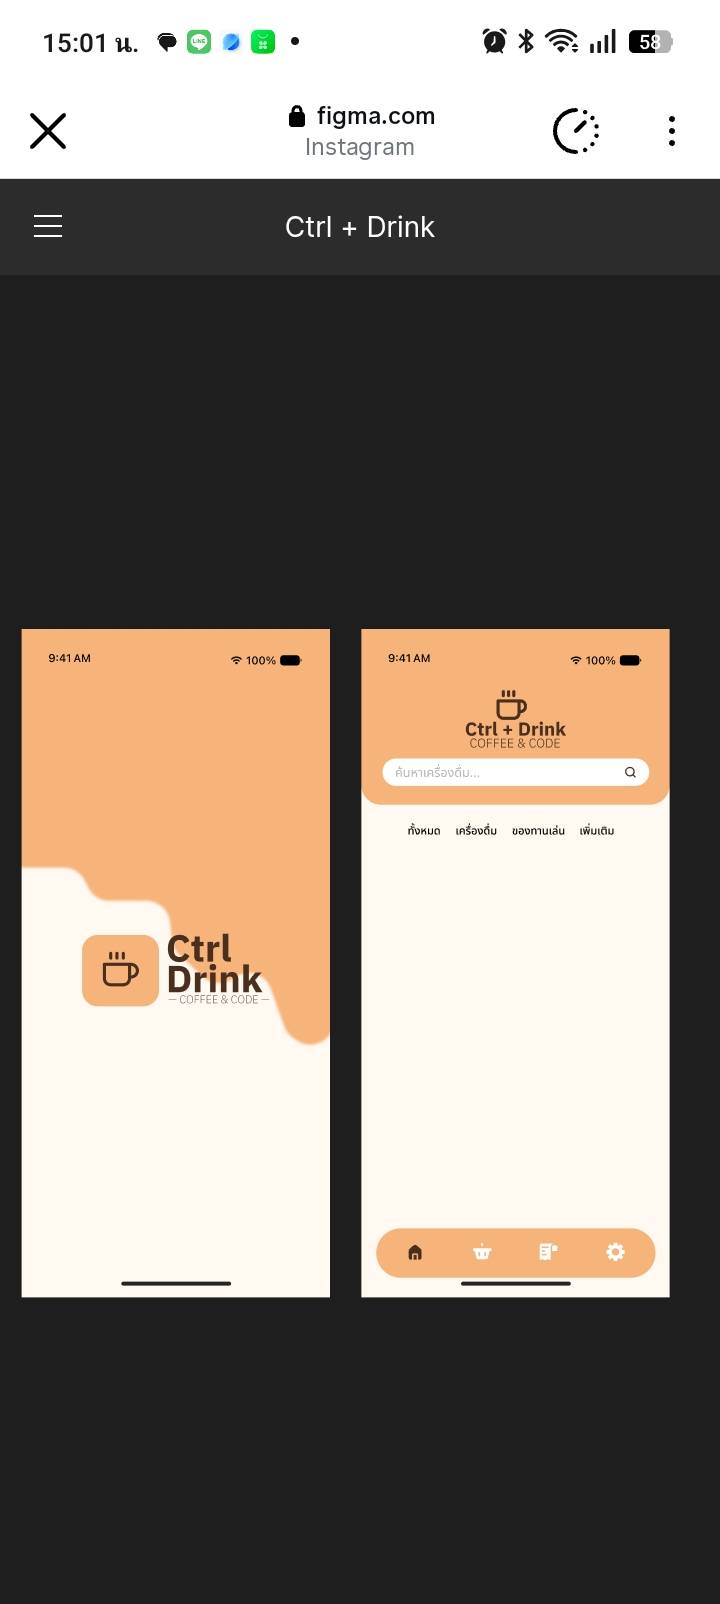 15:01 น.
LINE
58
figma.com
Instagram
Ctrl + Drink
9:41 AM
100%
Ctrl
Drink
COFFEE & CODE
9:41 AM
100%
Ctrl + Drink
COFFEE & CODE
ค้นหาเครื่องดื่ม...
ทั้งหมด เครื่องดื่ม ของทานเล่น เพิ่มเติม